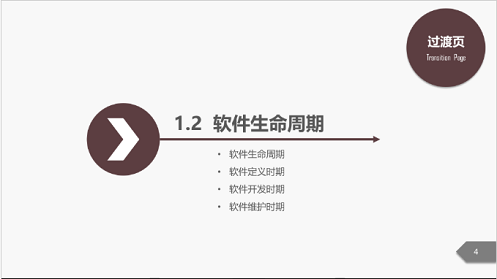 过渡页
Transition Page
1.2 软件生命周期
• 软件生命周期
• 软件定义时期
• 软件开发时期
• 软件维护时期
4